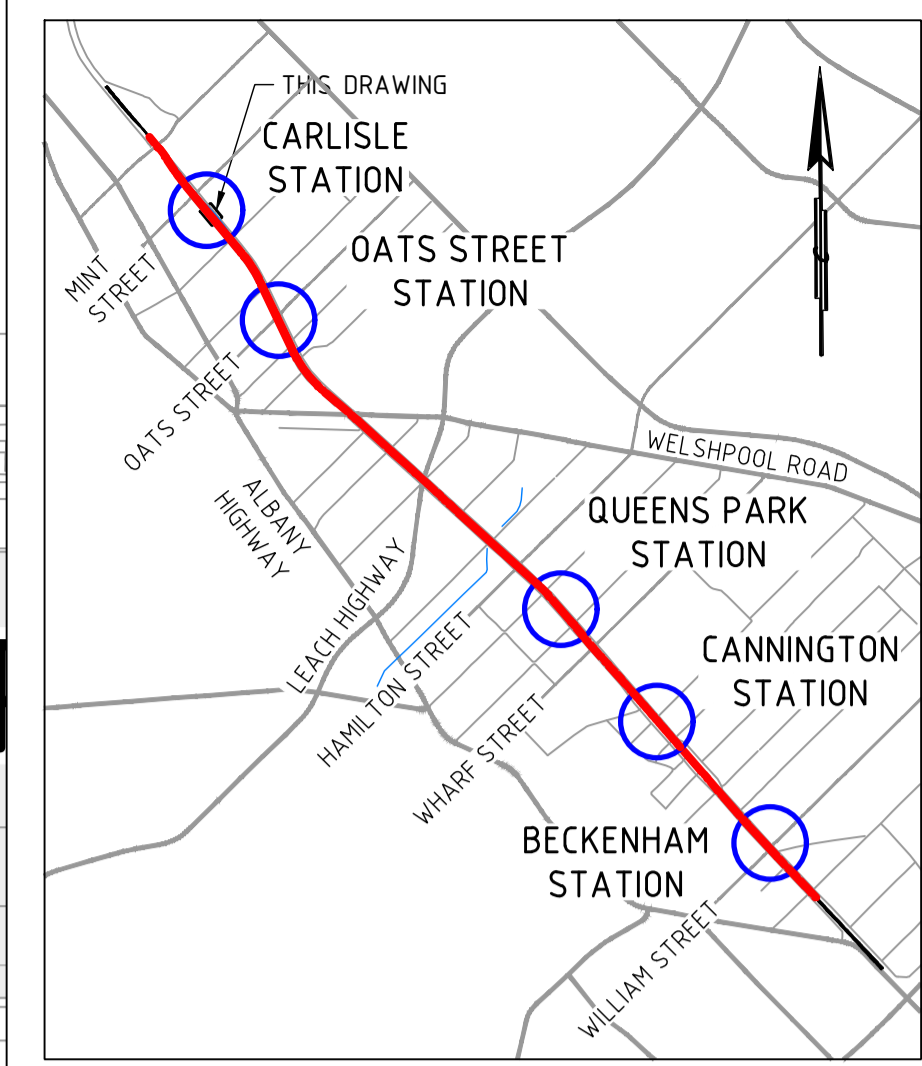 THIS DRAWING
CARLISLE
STATION
OATS STREET
STATION
MINT
STREET
OATS STREET
WELSHPOOL ROAD
ALBANY
HIGHWAY
QUEENS PARK
STATION
LEACH HIGHWAY
HAMILTON STREET
CANNINGTON
STATION
WHARF STREET
BECKENHAM
STATION
WILLIAM STREET